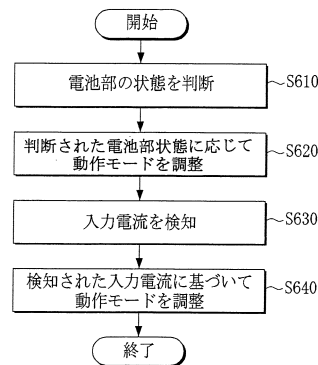 開始
電池部の状態を判断
S610
判断された電池部状態に応じて
動作モードを調整
S620
入力電流を検知
S630
検知された入力電流に基づいて
動作モードを調整
S640
終了